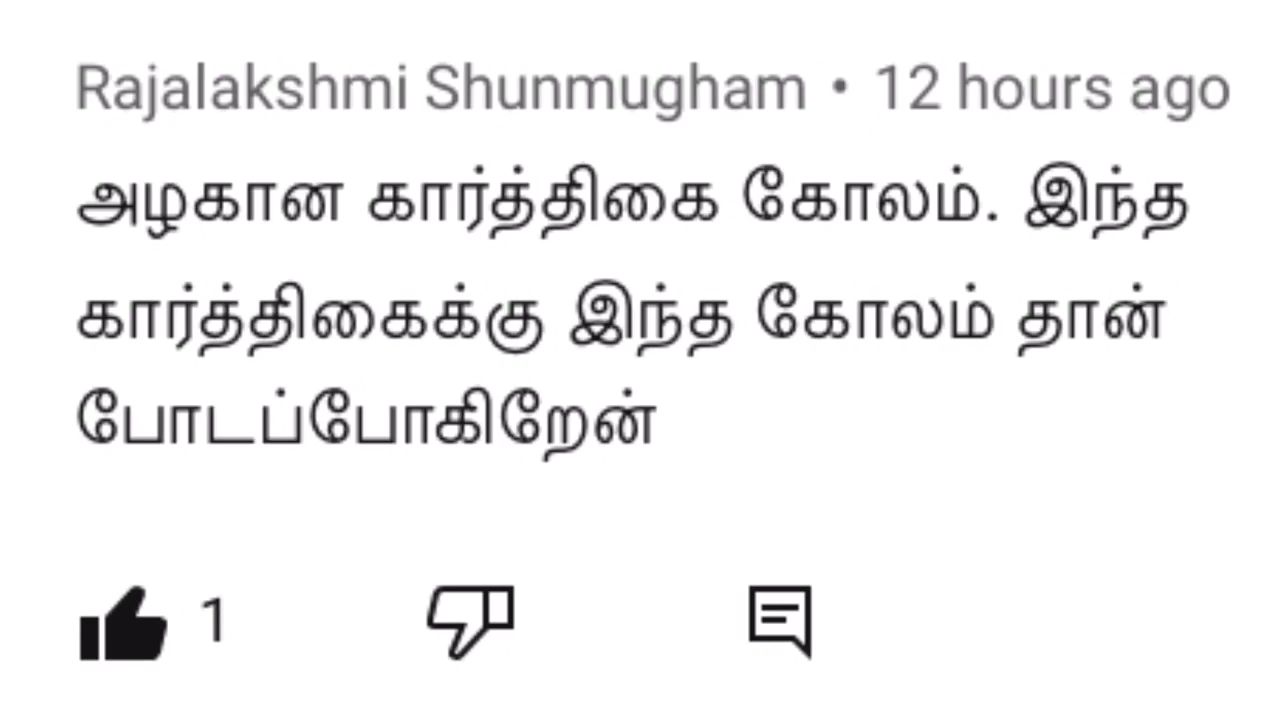 Rajalakshmi Shunmugham • 12 hours ago
அழகான கார்த்திகை கோலம். இந்த
கார்த்திகைக்கு இந்த கோலம் தான்
போடப்போகிறேன்
1